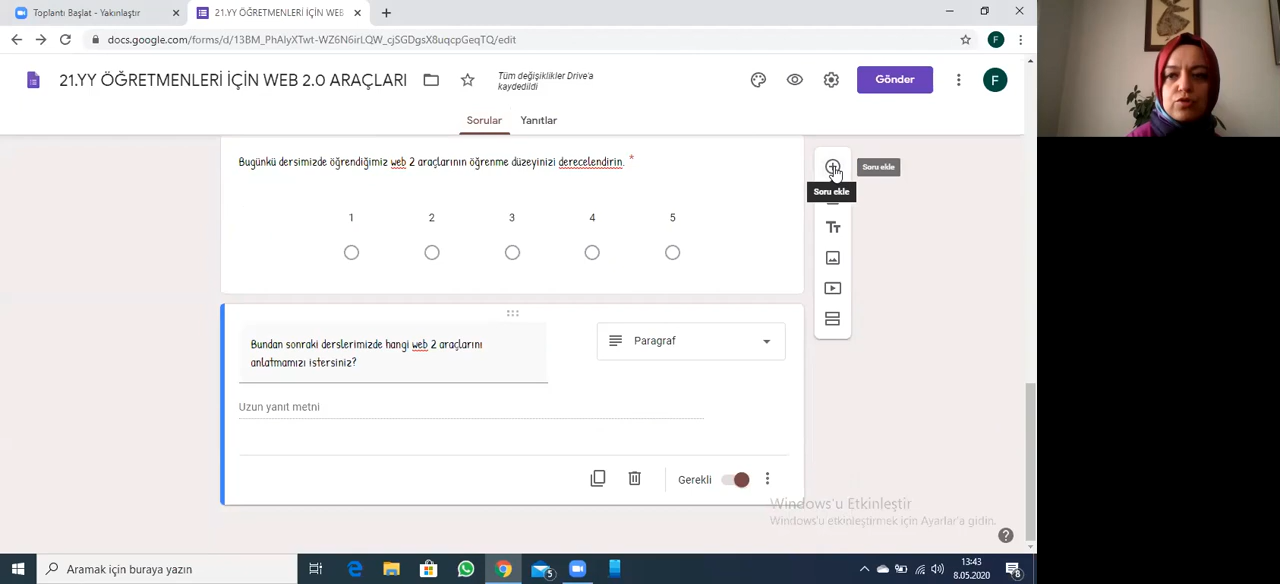 Toplantı Başlat - Yakınlaştır
21.YY ÖĞRETMENLERİ İÇİN WEB
docs.google.com/forms/d/13BM_PhAlyXTwt-WZ6N6irLQW_cjSGDgsX8uqcpGeqTQ/edit
F
21.YY ÖĞRETMENLERİ İÇİN WEB 2.0 ARAÇLARI
Tüm değişiklikler Drive'a
kaydedildi
Gönder
F
Sorular
Yanıtlar
Bugünkü dersimizde öğrendiğimiz web 2 araçlarının öğrenme düzeyinizi derecelendirin. *
Soru ekle
Soru ekle
1 2 3 4 5
Tт
Bundan sonraki derslerimizde hangi web 2 araçlarını
anlatmamızı istersiniz?
Paragraf
Uzun yanıt metni
Gerekli
Windows'u Etkinleştir
Windows'u etkinleştirmek için Ayarlar'a gidin.
Aramak için buraya yazın
5
13:43
8.05.2020
8